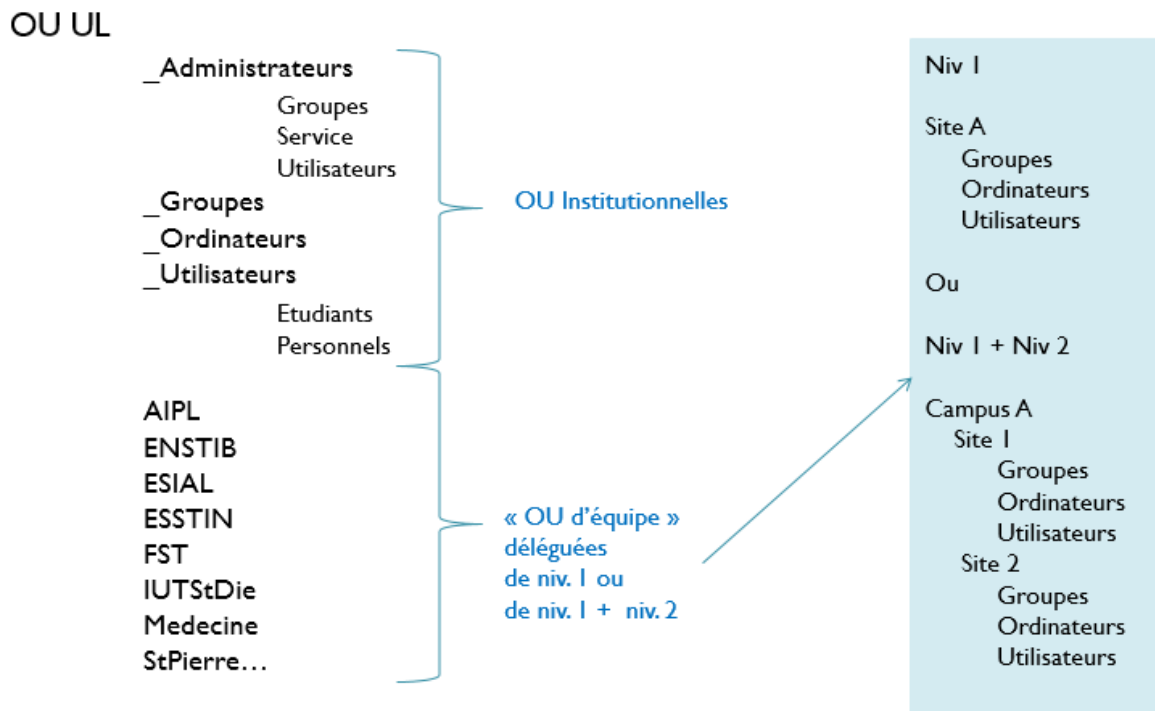 OU UL
_Administrateurs
Groupes
Service
Utilisateurs
_Groupes
_Ordinateurs
_Utilisateurs
Etudiants
Personnels
AIPL
ENSTIB
ESIAL
ESSTIN
FST
IUTStDie
Medecine
StPierre…
OU Institutionnelles
« OU d’équipe »
déléguées
de niv. 1 ou
de niv. 1 + niv. 2
Niv 1
Site A
Groupes
Ordinateurs
Utilisateurs
Ou
Niv 1 + Niv 2
Campus A
Site 1
Groupes
Ordinateurs
Utilisateurs
Site 2
Groupes
Ordinateurs
Utilisateurs